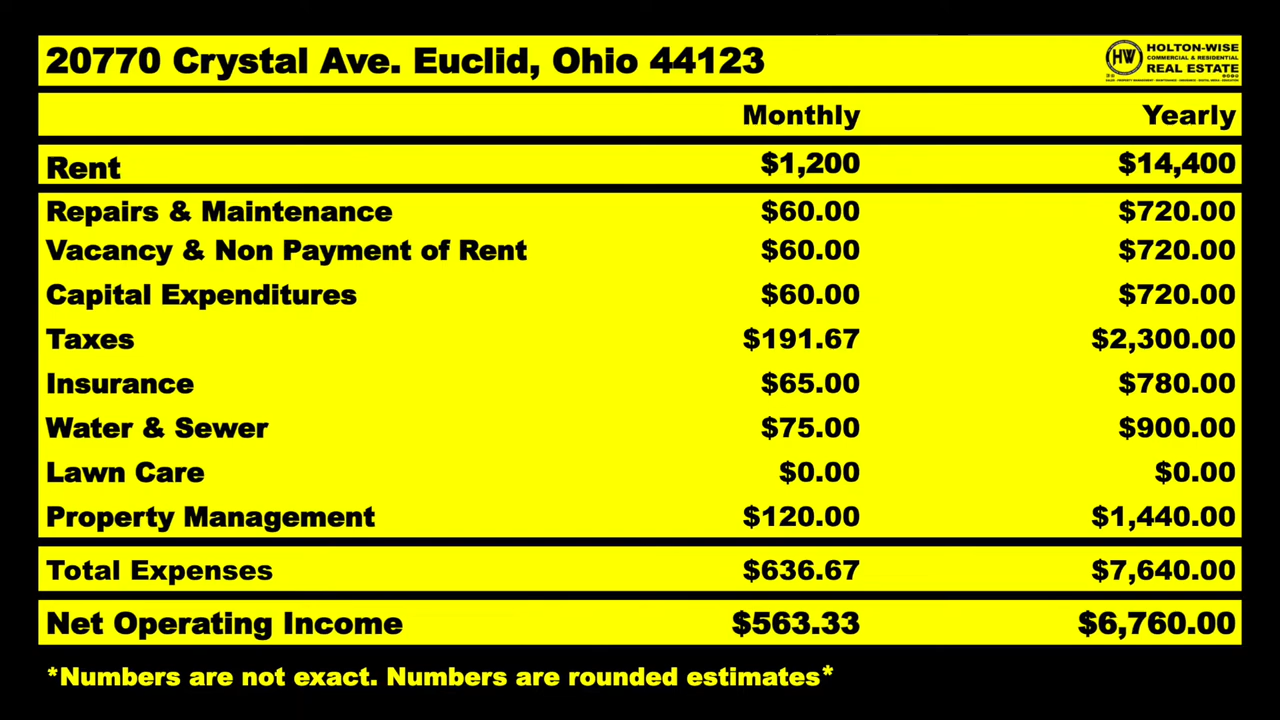 20770 Crystal Ave. Euclid, Ohio 44123
HW
HOLTON-WISE
COMMERCIAL & RESIDENTIAL
REAL ESTATE
Monthly Yearly
Rent $1,200 $14,400
Repairs & Maintenance $60.00 $720.00
Vacancy & Non Payment of Rent $60.00 $720.00
Capital Expenditures $60.00 $720.00
Taxes $191.67 $2,300.00
Insurance $65.00 $780.00
Water & Sewer $75.00 $900.00
Lawn Care $0.00 $0.00
Property Management $120.00 $1,440.00
Total Expenses $636.67 $7,640.00
Net Operating Income $563.33 $6,760.00
*Numbers are not exact. Numbers are rounded estimates*